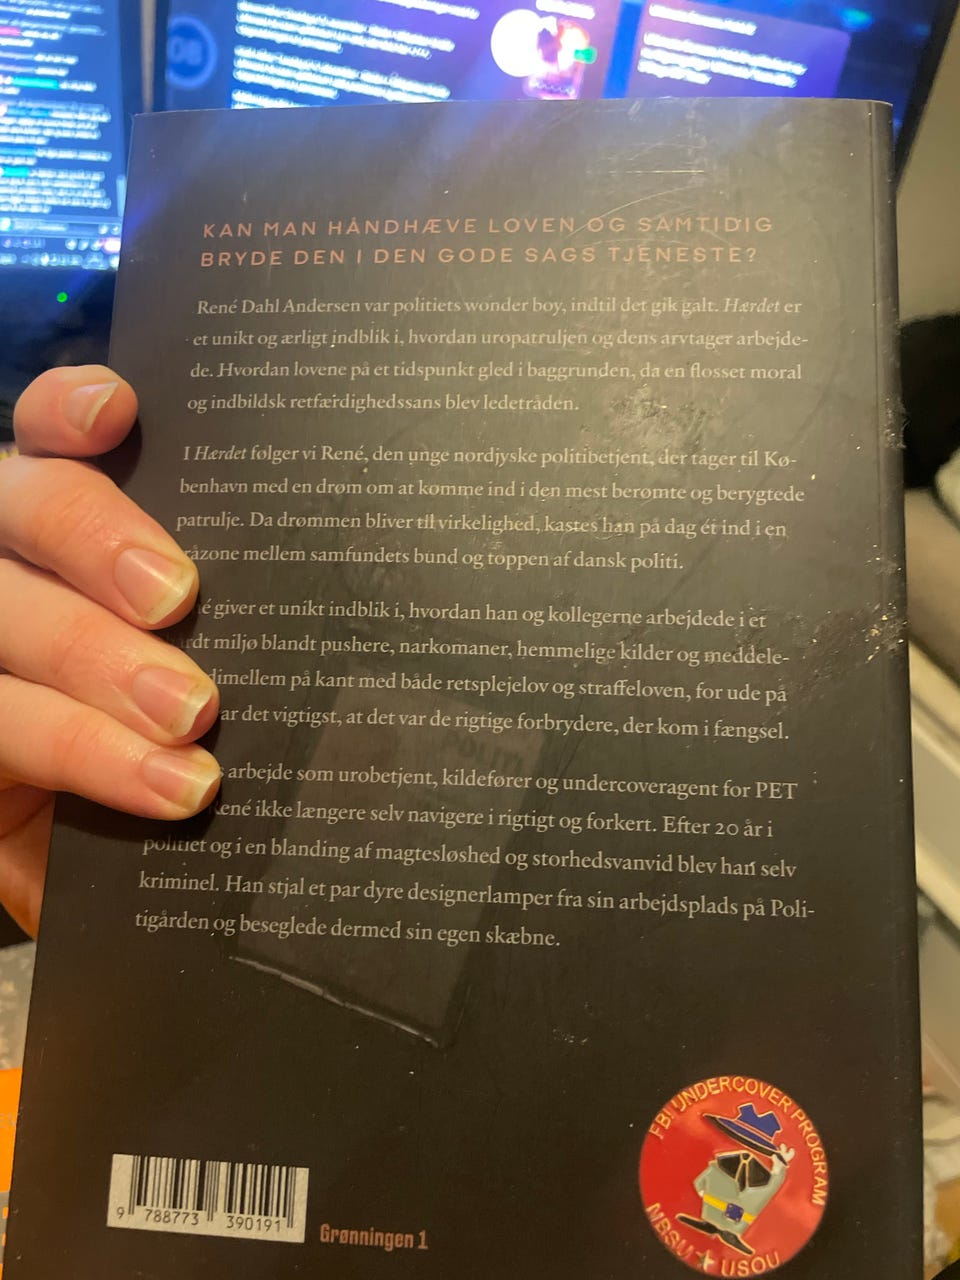 KAN MAN HÅNDHÆVE LOVEN OG SAMTIDIG
BRYDE DEN I DEN GODE SAGS TJENESTE?
René Dahl Andersen var politiets wonder boy, indtil det gik galt. Hærdet er
et unikt og ærligt indblik i, hvordan uropatruljen og dens arvtager arbejde-
de. Hvordan lovene på et tidspunkt gled i baggrunden, da en flosset moral
og indbildsk retfærdighedssans blev ledetråden.
I Hærdet følger vi René, den unge nordjyske politibetjent, der tager til Kø-
benhavn med en drøm om at komme ind i den mest berømte og berygtede
patrulje. Da drømmen bliver til virkelighed, kastes han på dag ét ind i en
råzone mellem samfundets bund og toppen af dansk politi.
né giver et unikt indblik i, hvordan han og kollegerne arbejdede i et
rdt miljø blandt pushere, narkomaner, hemmelige kilder og meddele-
dimellem på kant med både retsplejelov og straffeloven, for ude på
ar det vigtigst, at det var de rigtige forbrydere, der kom i fængsel.
s arbejde som urobetjent, kildefører og undercoveragent for PET
René ikke længere selv navigere i rigtigt og forkert. Efter 20 år i
politiet og i en blanding af magtesløshed og storhedsvanvid blev han selv
kriminel. Han stjal et par dyre designerlamper fra sin arbejdsplads på Poli-
tigården og beseglede dermed sin egen skæbne.
POLITI
FBI UNDERCOVER PROGRAM
NBSU USOU
9 788773 390191
Grønningen 1